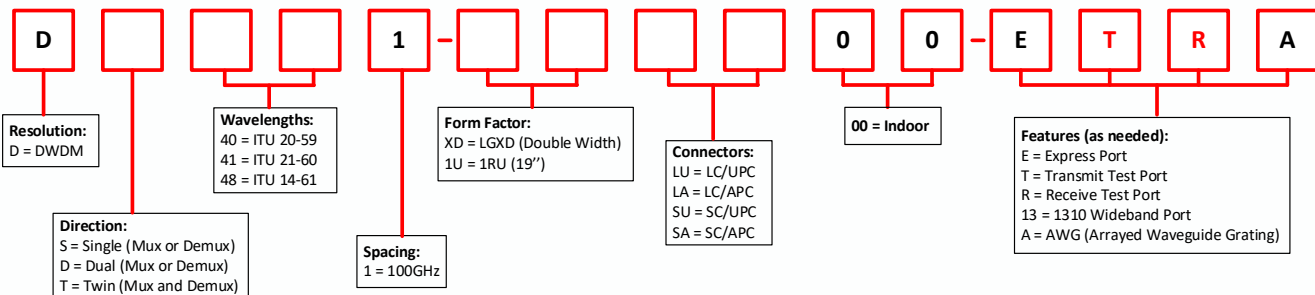 D 1 - 0 0 - E T R A
Resolution:
D = DWDM
Direction:
S = Single (Mux or Demux)
D = Dual (Mux or Demux)
T = Twin (Mux and Demux)
Wavelengths:
40 = ITU 20-59
41 = ITU 21-60
48 = ITU 14-61
Spacing:
1 = 100GHz
Form Factor:
XD = LGXD (Double Width)
1U = 1RU (19’’)
Connectors:
LU = LC/UPC
LA = LC/APC
SU = SC/UPC
SA = SC/APC
00 = Indoor
Features (as needed):
E = Express Port
T = Transmit Test Port
R = Receive Test Port
13 = 1310 Wideband Port
A = AWG (Arrayed Waveguide Grating)